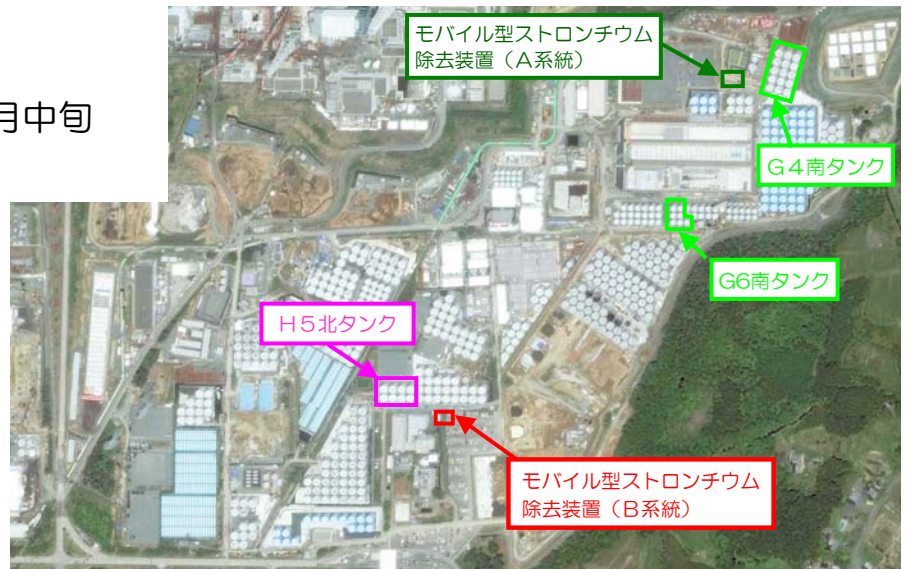 月中旬
モバイル型ストロンチウム
除去装置（A系統）
G4南タンク
G6南タンク
H5北タンク
モバイル型ストロンチウム
除去装置（B系統）